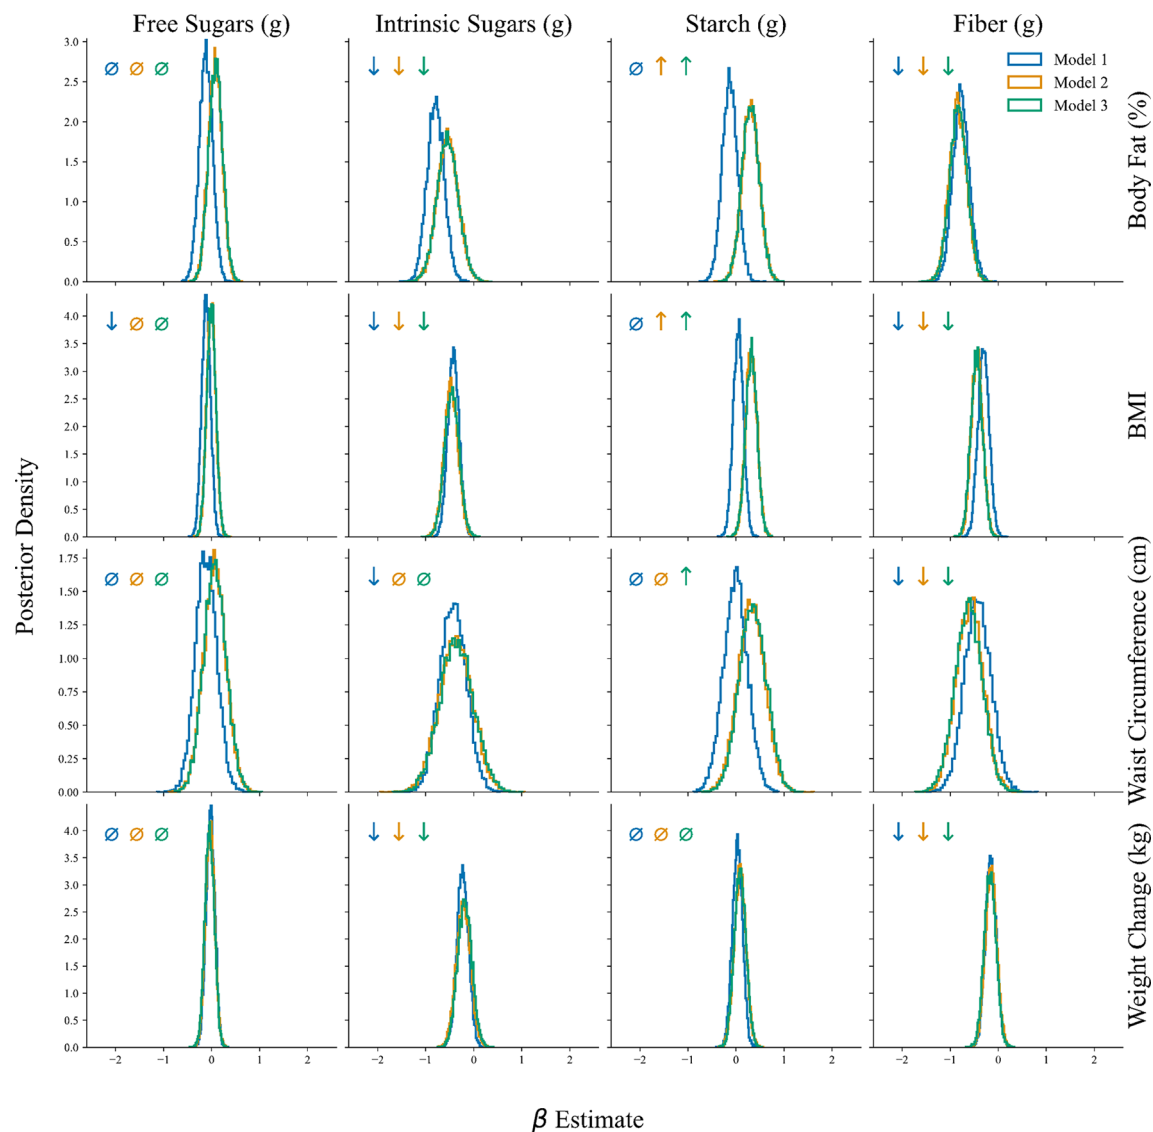 Free Sugars (g) Intrinsic Sugars (g) Starch (g) Fiber (g)
3.0
2.5
2.0
1.5
1.0
0.5
0.0
∅ ∅ ∅
↓ ↓ ↓
∅ ↑ ↑
↓ ↓ ↓
Model 1
Model 2
Model 3
Body Fat (%)
4.0
3.5
3.0
2.5
2.0
1.5
1.0
0.5
0.0
↓ ∅ ∅
↓ ↓ ↓
∅ ↑ ↑
↓ ↓ ↓
BMI
Posterior Density
1.75
1.50
1.25
1.00
0.75
0.50
0.25
0.00
∅ ∅ ∅
↓ ∅ ∅
∅ ∅ ↑
↓ ↓ ↓
Waist Circumference (cm)
4.0
3.5
3.0
2.5
2.0
1.5
1.0
0.5
0.0
∅ ∅ ∅
↓ ↓ ↓
∅ ∅ ∅
↓ ↓ ↓
Weight Change (kg)
−2 −1 0 1 2
−2 −1 0 1 2
−2 −1 0 1 2
−2 −1 0 1 2
β Estimate